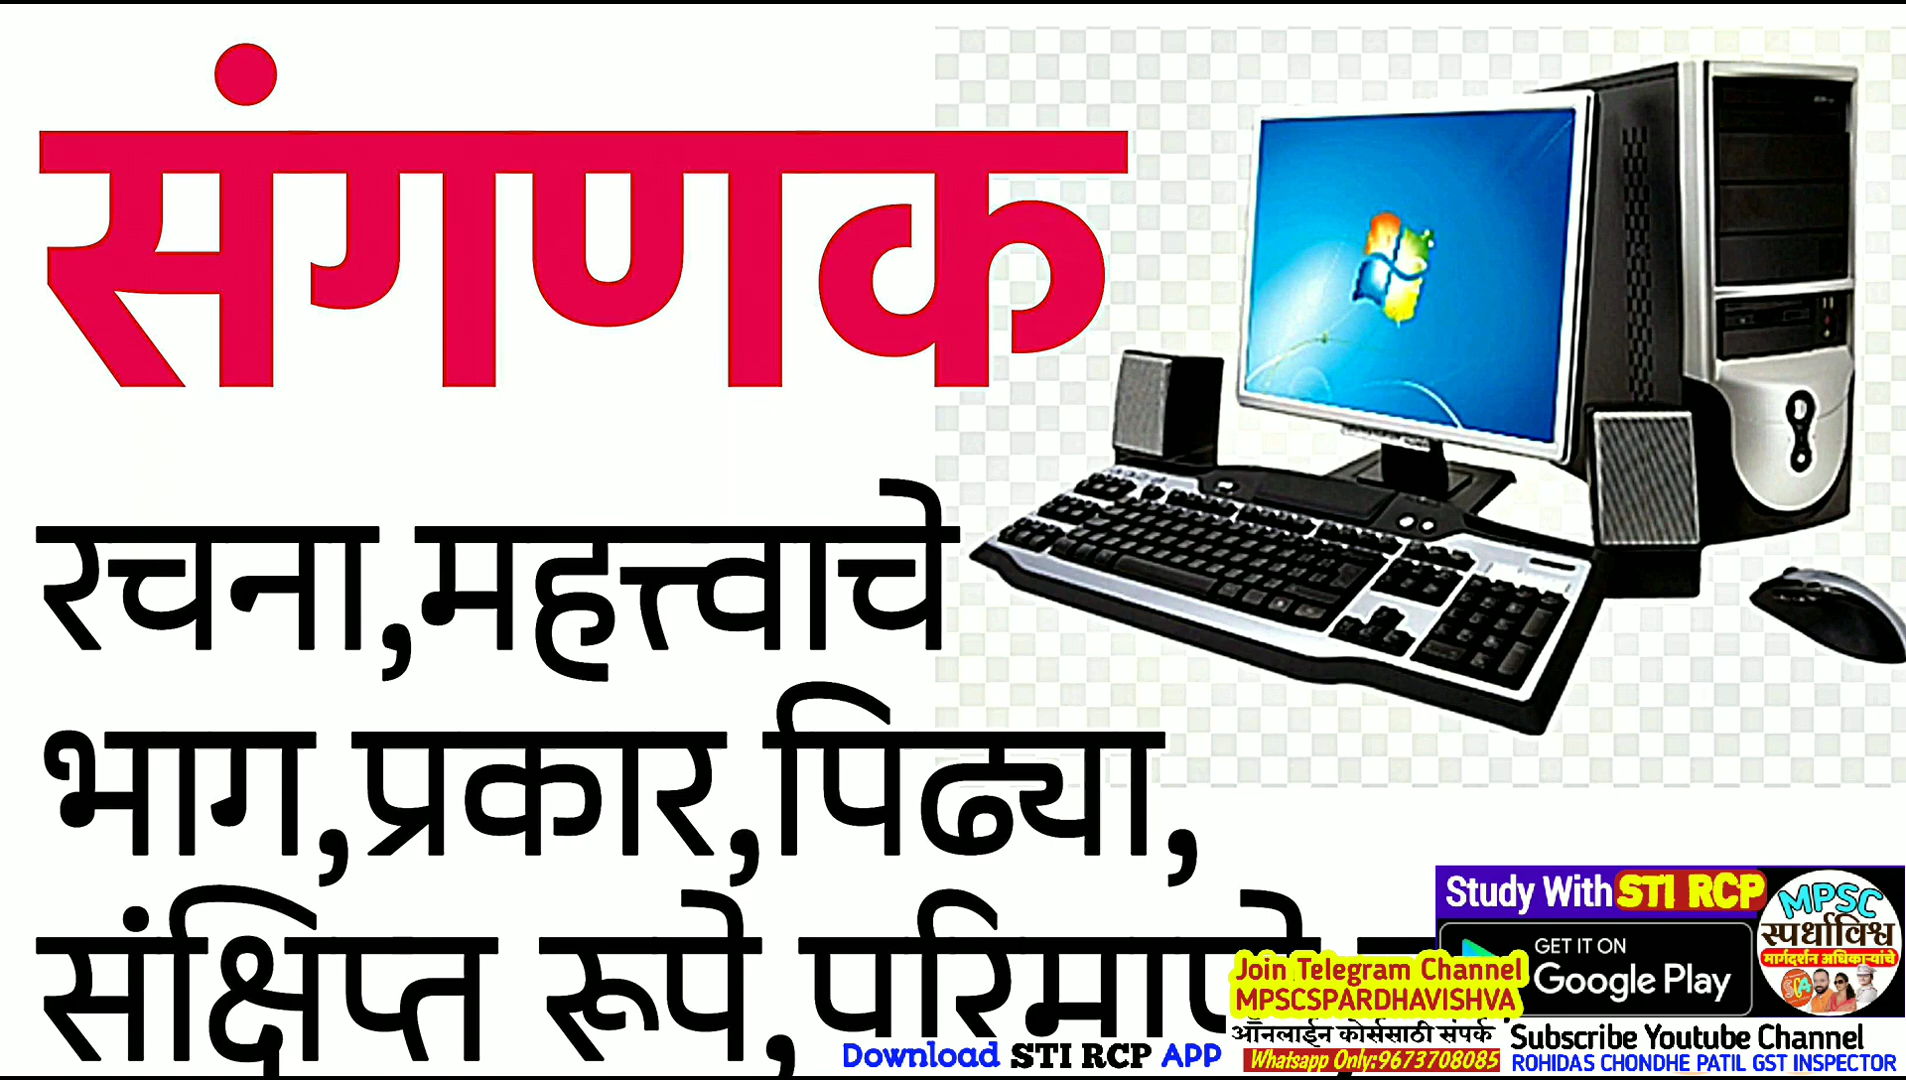 संगणक
रचना,महत्त्वाचे
भाग,प्रकार,पिढ्या,
संक्षिप्त रूपे,परिमाणे,
Study With STI RCP
GET IT ON
Google Play
MPSC
स्पर्धाविश्व
मार्गदर्शन अधिकाऱ्यांचे
Join Telegram Channel
MPSCSPARDHAVISHVA
ऑनलाईन कोर्ससाठी संपर्क
Whatsapp Only:9673708085
Download STI RCP APP
Subscribe Youtube Channel
ROHIDAS CHONDHE PATIL GST INSPECTOR